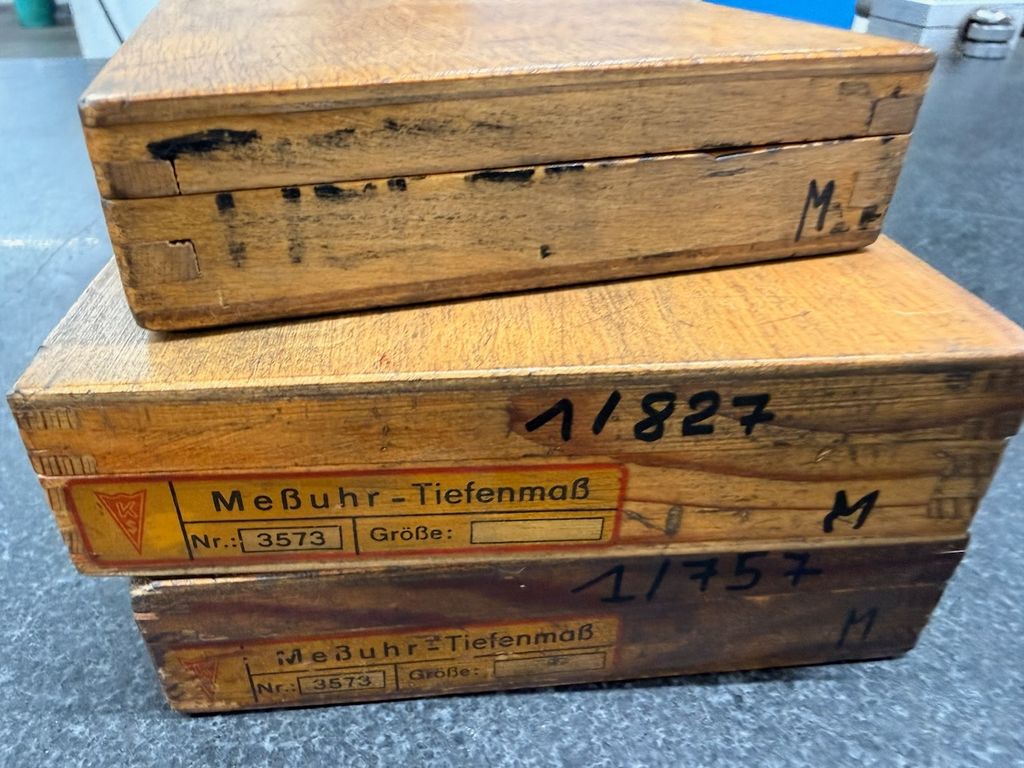 M
1/827
Meßuhr-Tiefenmaß
Nr.: 3573 Größe:
M
1/757
Meßuhr-Tiefenmaß
Nr.: 3573 Größe:
M